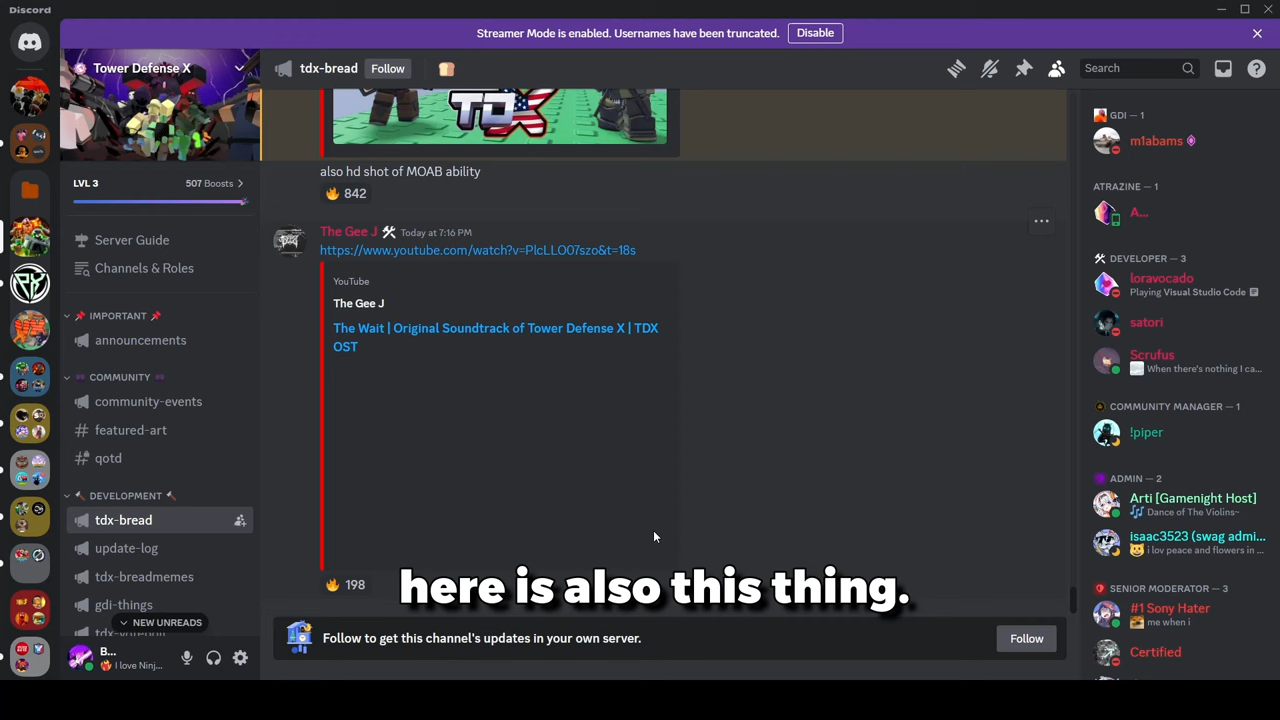 Discord
Streamer Mode is enabled. Usernames have been truncated.
Disable
Tower Defense X
tdx-bread
Follow
Search
LVL 3
507 Boosts
Server Guide
Channels & Roles
IMPORTANT
announcements
COMMUNITY
community-events
featured-art
qotd
DEVELOPMENT
tdx-bread
update-log
tdx-breadmemes
gdi-things
NEW UNREADS
B...
I love Ninj...
TDX
also hd shot of MOAB ability
842
The Gee J
Today at 7:16 PM
https://www.youtube.com/watch?v=PlcLLO07szo&t=18s
YouTube
The Gee J
The Wait | Original Soundtrack of Tower Defense X | TDX
OST
198
here is also this thing.
Follow to get this channel's updates in your own server.
Follow
GDI — 1
m1abams
ATRAZINE — 1
A...
DEVELOPER — 3
loravocado
Playing Visual Studio Code
satori
Scrufus
When there's nothing I ca...
COMMUNITY MANAGER — 1
!piper
ADMIN — 2
Arti [Gamenight Host]
Dance of The Violins~
isaac3523 (swag admi...
i lov peace and flowers in ...
SENIOR MODERATOR — 8
#1 Sony Hater
me when i
Certified